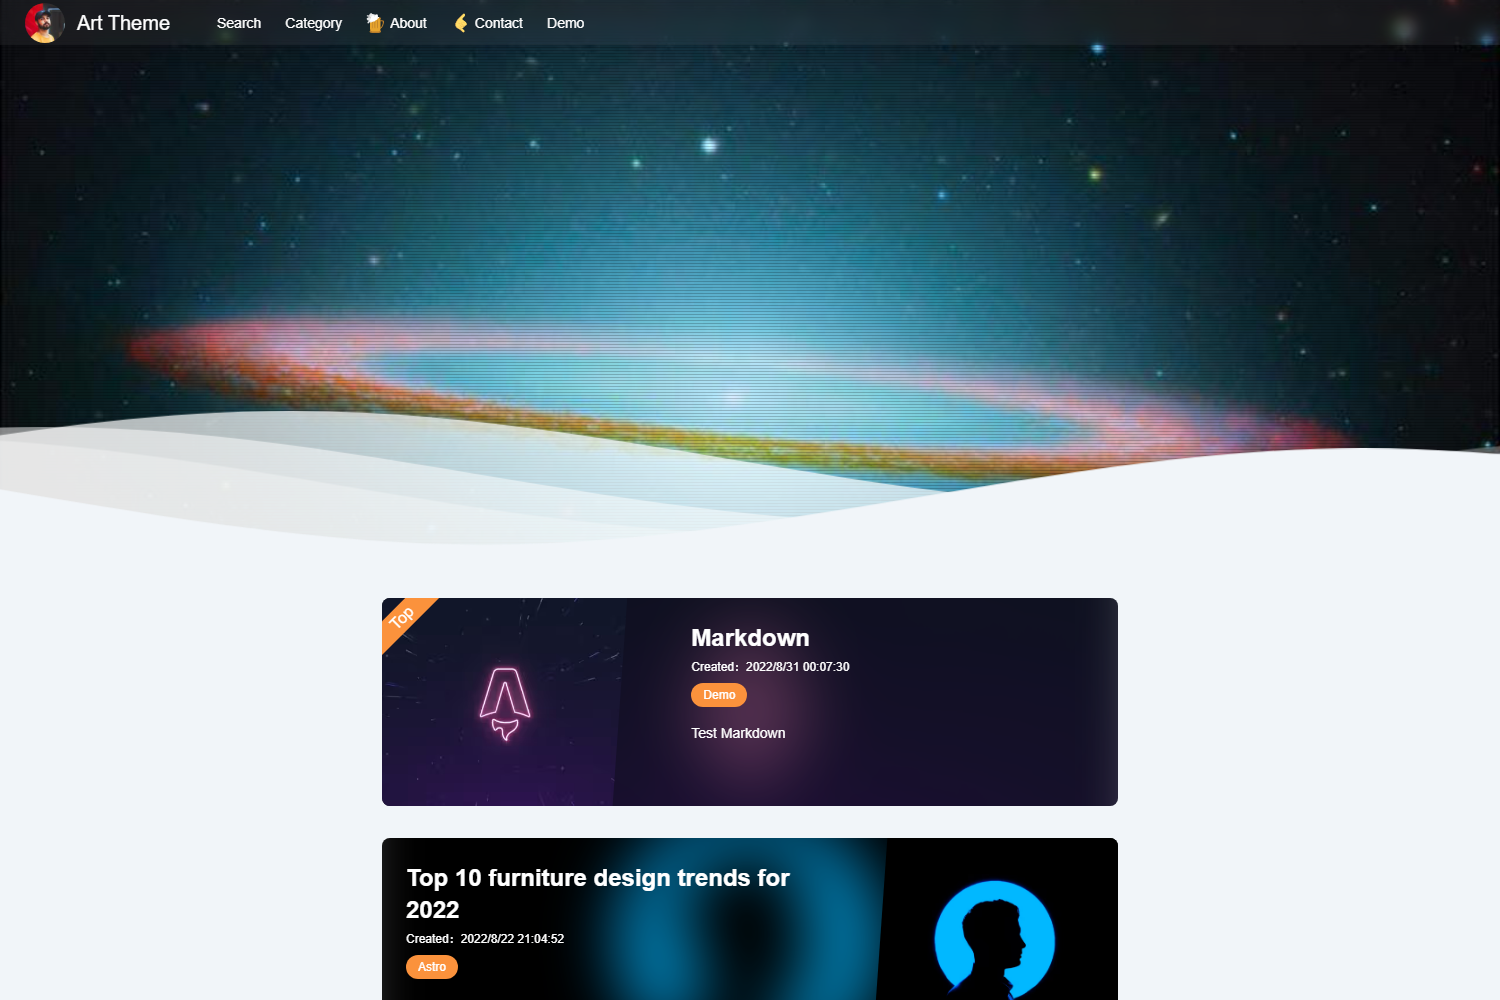 Art Theme
Search
Category
🍺 About
Contact
Demo
Top
Markdown
Created：2022/8/31 00:07:30
Demo
Test Markdown
Top 10 furniture design trends for
2022
Created：2022/8/22 21:04:52
Astro